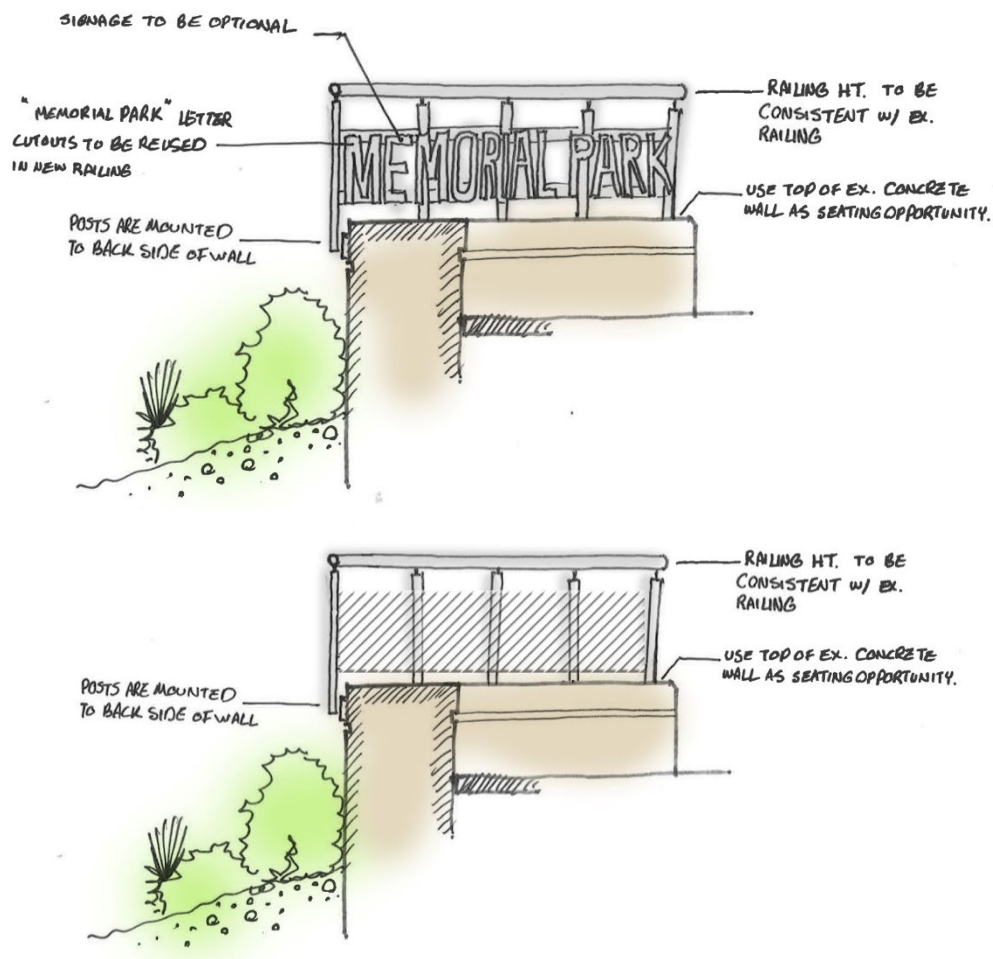 SIGNAGE TO BE OPTIONAL
"MEMORIAL PARK" LETTER
CUTOUTS TO BE REUSED
IN NEW RAILING
RAILING HT. TO BE
CONSISTENT W/ EX.
RAILING
MEMORIAL PARK
POSTS ARE MOUNTED
TO BACK SIDE OF WALL
USE TOP OF EX. CONCRETE
WALL AS SEATING OPPORTUNITY.
RAILING HT. TO BE
CONSISTENT W/ EX.
RAILING
POSTS ARE MOUNTED
TO BACK SIDE OF WALL
USE TOP OF EX. CONCRETE
WALL AS SEATING OPPORTUNITY.